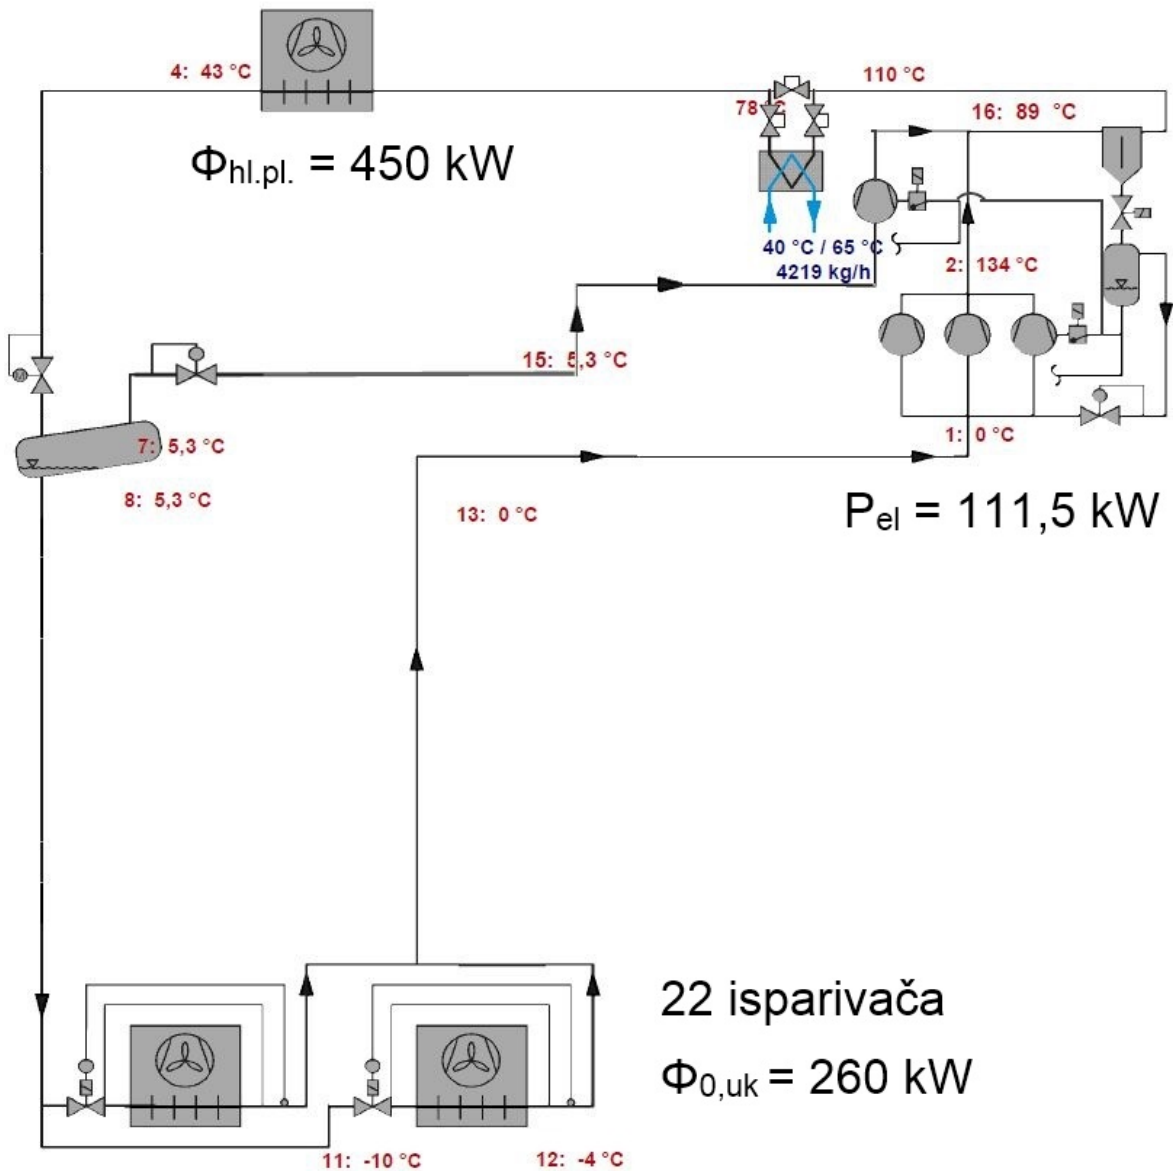 4: 43 °C
110 °C
78 °C
16: 89 °C
Φhl.pl. = 450 kW
40 °C / 65 °C
4219 kg/h
2: 134 °C
15: 5,3 °C
7: 5,3 °C
1: 0 °C
8: 5,3 °C
13: 0 °C
Pel = 111,5 kW
22 isparivača
Φ0,uk = 260 kW
11: -10 °C
12: -4 °C